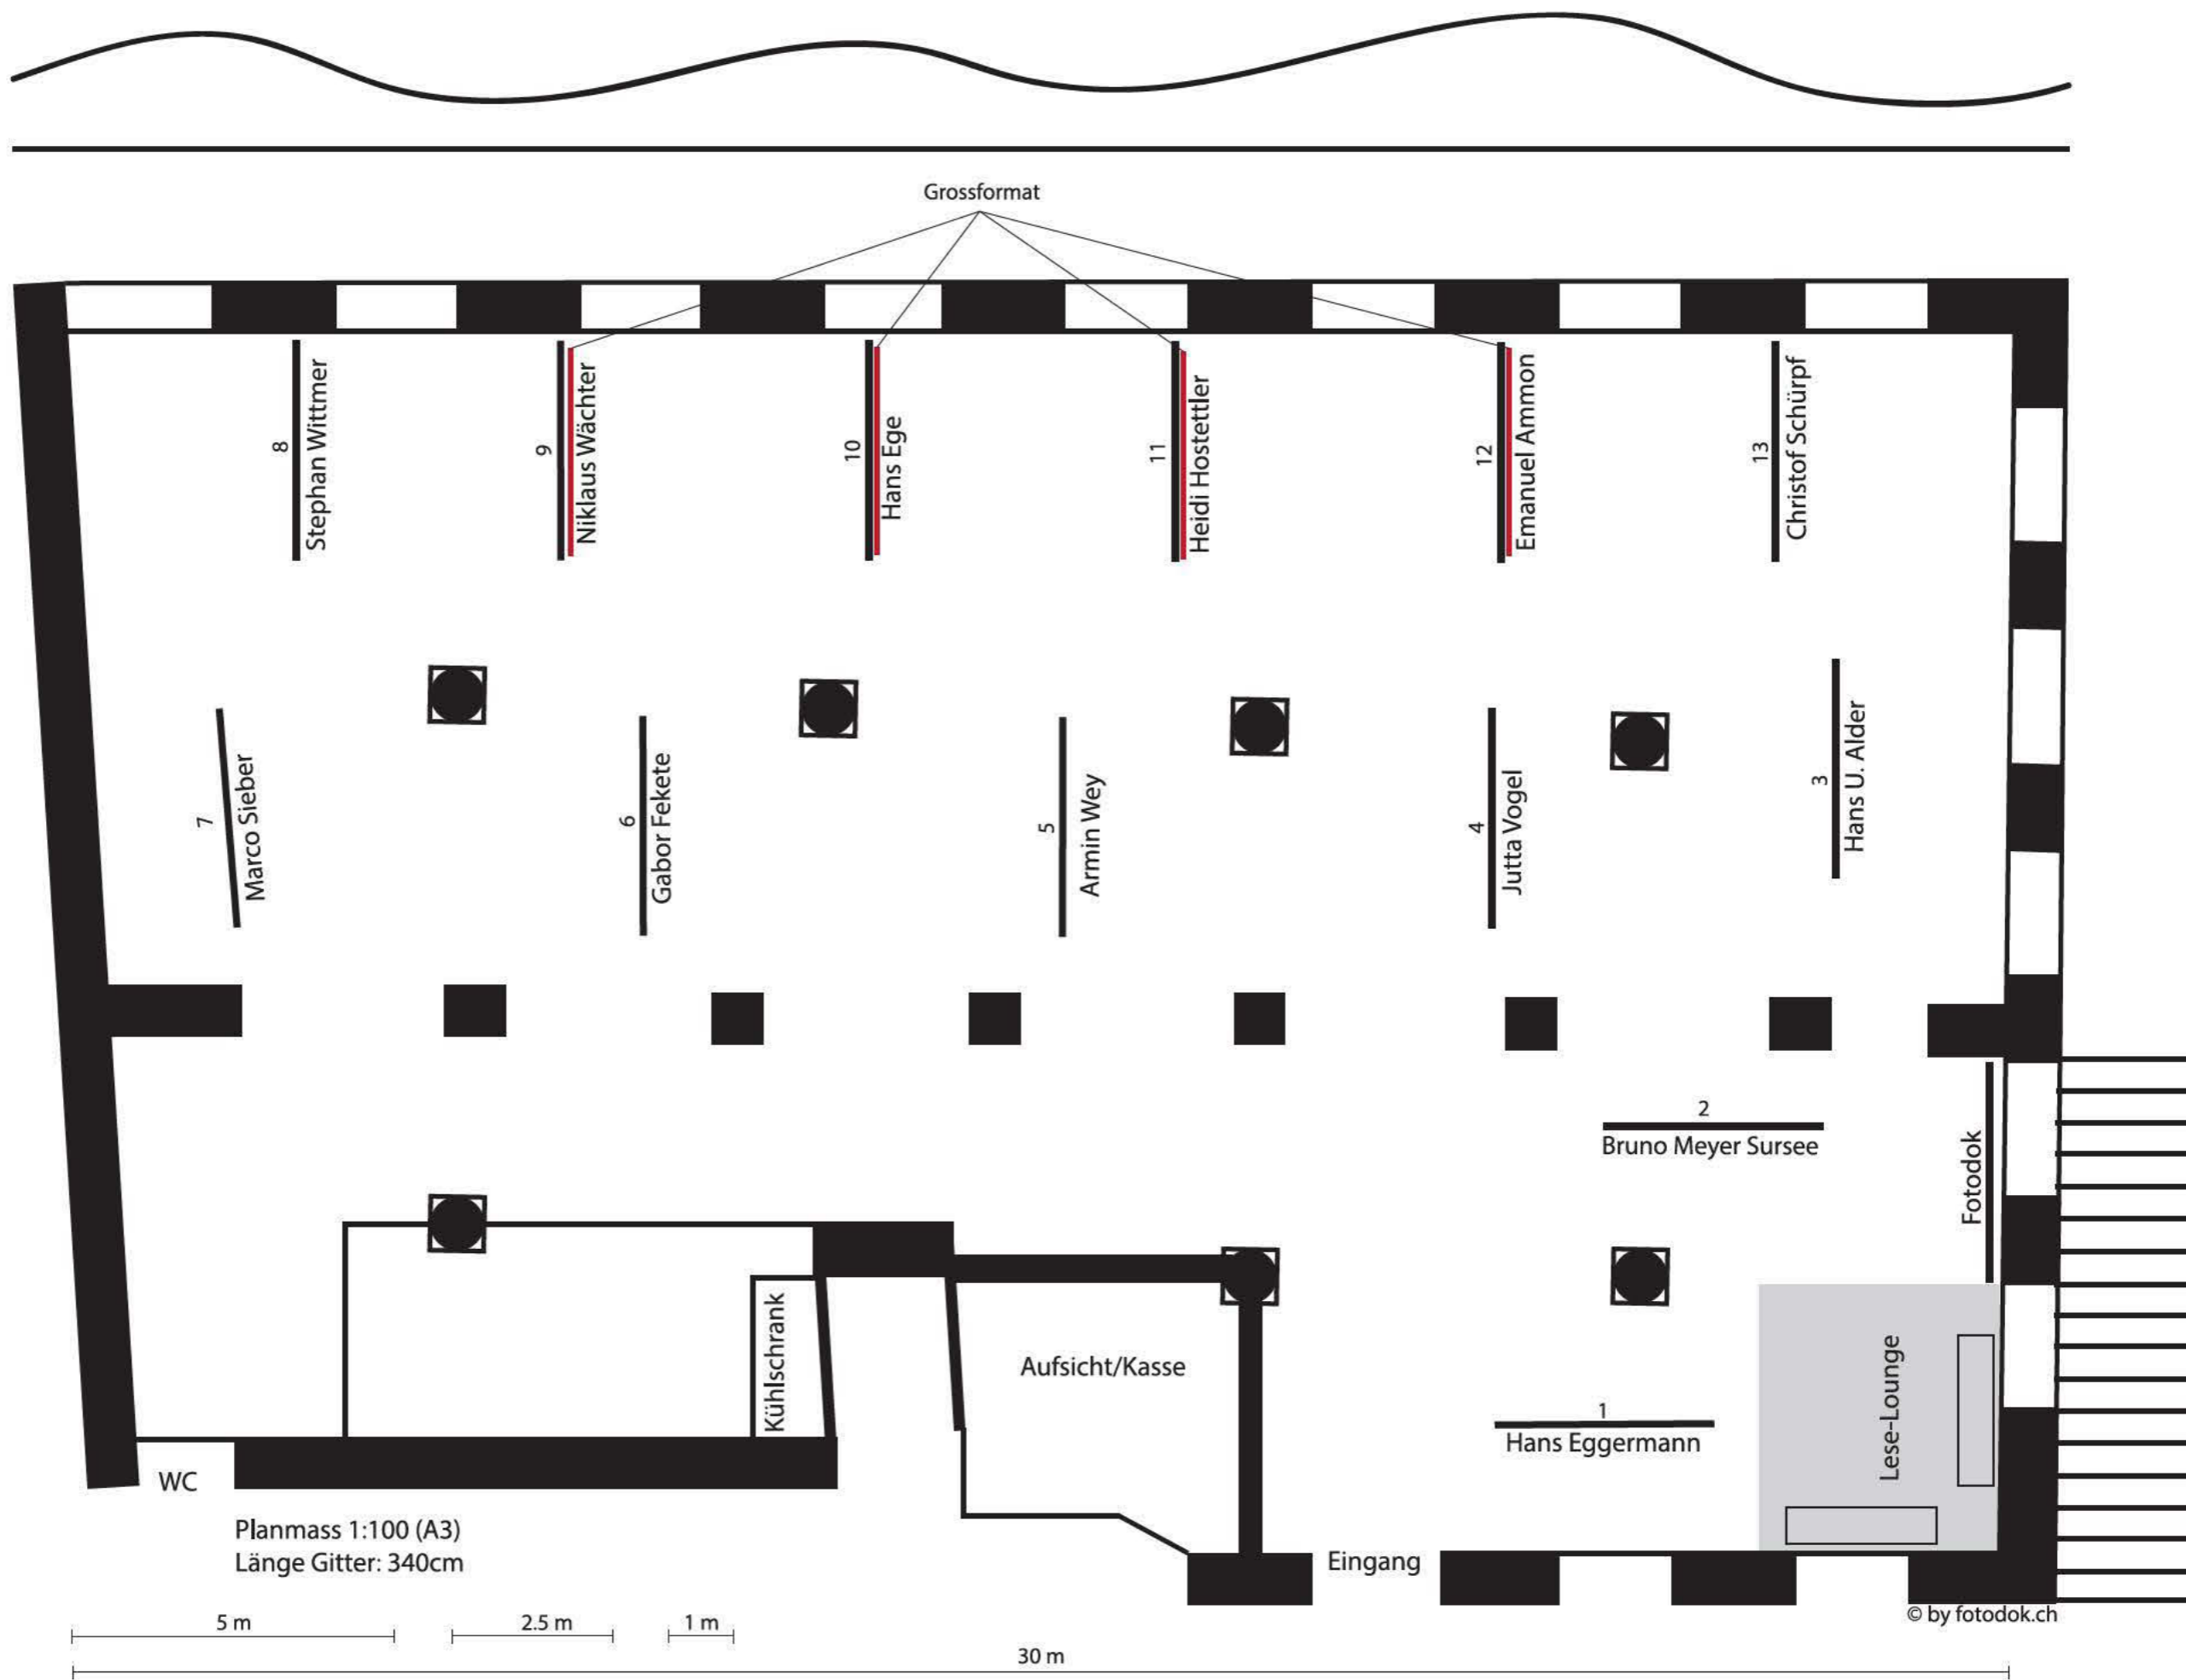 Grossformat
8
Stephan Wittmer
9
Niklaus Wächter
10
Hans Ege
11
Heidi Hostettler
12
Emanuel Ammon
13
Christof Schürpf
7
Marco Sieber
6
Gabor Fekete
5
Armin Wey
4
Jutta Vogel
3
Hans U. Alder
2
Bruno Meyer Sursee
Fotodok
Kühlschrank
Aufsicht/Kasse
1
Hans Eggermann
Lese-Lounge
WC
Eingang
Planmass 1:100 (A3)
Länge Gitter: 340cm
© by fotodok.ch
5 m
2.5 m
1 m
30 m